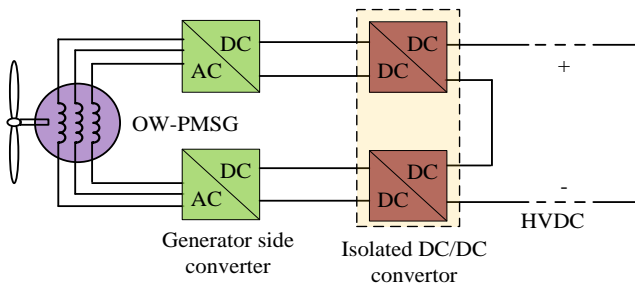 DC
AC
DC
DC
+
OW-PMSG
DC
AC
DC
DC
-
HVDC
Generator side
converter
Isolated DC/DC
convertor